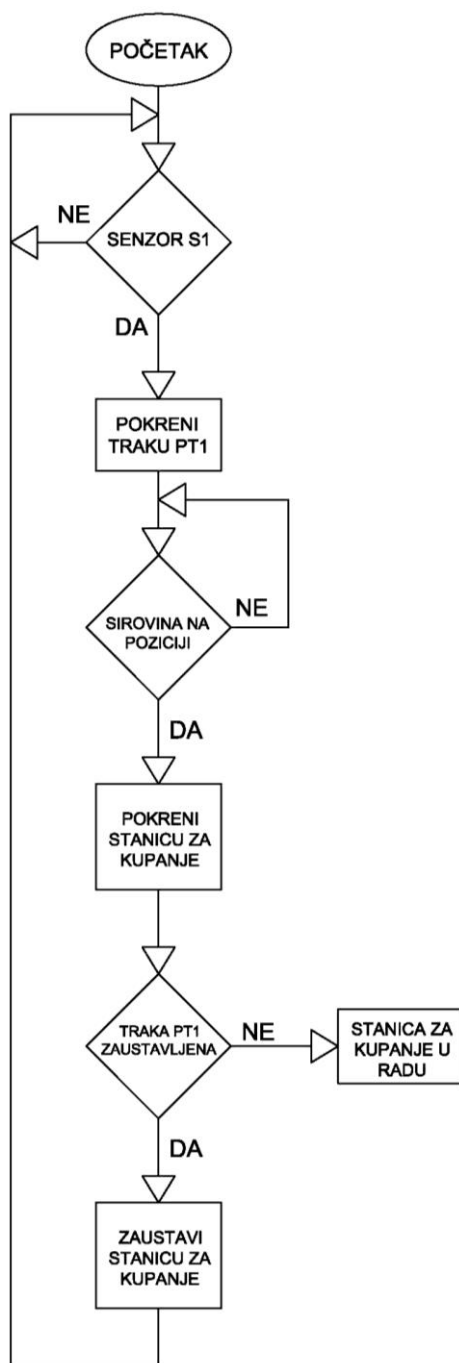 POČETAK
NE
SENZOR S1
DA
POKRENI
TRAKU PT1
SIROVINA NA
POZICIJI
NE
DA
POKRENI
STANICU ZA
KUPANJE
TRAKA PT1
ZAUSTAVLJENA
NE
STANICA ZA
KUPANJE U
RADU
DA
ZAUSTAVI
STANICU ZA
KUPANJE